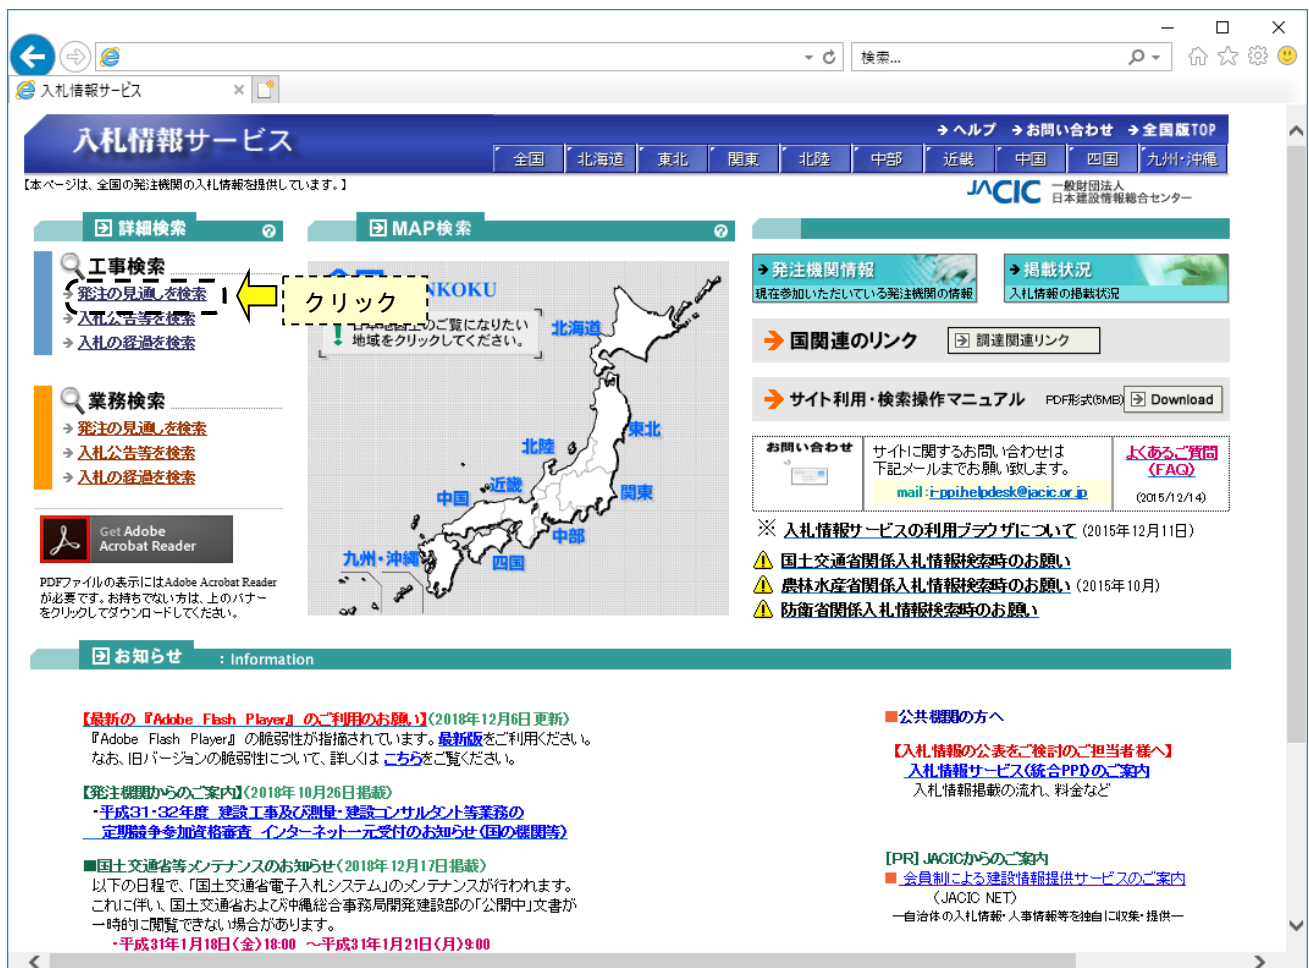 検索...
入札情報サービス
入札情報サービス
ヘルプ お問い合わせ 全国版TOP
全国 北海道 東北 関東 北陸 中部 近畿 中国 四国 九州・沖縄
【本ページは、全国の発注機関の入札情報を提供しています。】
JACIC 一般財団法人
日本建設情報総合センター
詳細検索
工事検索
発注の見通しを検索
入札公告等を検索
入札の経過を検索
クリック
業務検索
発注の見通しを検索
入札公告等を検索
入札の経過を検索
Get Adobe
Acrobat Reader
PDFファイルの表示にはAdobe Acrobat Reader
が必要です。お持ちでない方は、上のバナー
をクリックしてダウンロードしてください。
MAP検索
NKOKU
日本地図上のご覧になりたい
地域をクリックしてください。
北海道
東北
北陸
関東
近畿
中国
中部
四国
九州・沖縄
発注機関情報
現在参加いただいている発注機関の情報
掲載状況
入札情報の掲載状況
国関連のリンク
調達関連リンク
サイト利用・検索操作マニュアル PDF形式(5MB) Download
お問い合わせ
サイトに関するお問い合わせは
下記メールまでお願い致します。
mail:i-ppi.helpdesk@jacic.or.jp
よくあるご質問
(FAQ)
(2015/12/14)
※ 入札情報サービスの利用ブラウザについて (2015年12月11日)
国土交通省関係入札情報検索時のお願い
農林水産省関係入札情報検索時のお願い (2015年10月)
防衛省関係入札情報検索時のお願い
お知らせ : Information
【最新の『Adobe Flash Player』のご利用のお願い】(2018年12月6日更新)
『Adobe Flash Player』の脆弱性が指摘されています。最新版をご利用ください。
なお、旧バージョンの脆弱性について、詳しくは こちらをご覧ください。
【発注機関からのご案内】(2018年10月26日掲載)
・平成31・32年度 建設工事及び測量・建設コンサルタント等業務の
定期競争参加資格審査 インターネット一元受付のお知らせ(国の機関等)
■国土交通省等メンテナンスのお知らせ(2018年12月17日掲載)
以下の日程で、「国土交通省電子入札システム」のメンテナンスが行われます。
これに伴い、国土交通省および沖縄総合事務局開発建設部の「公開中」文書が
一時的に閲覧できない場合があります。
・平成31年1月18日(金)18:00 ～平成31年1月21日(月)9:00
■公共機関の方へ
【入札情報の公表をご検討のご担当者様へ】
入札情報サービス(統合PPI)のご案内
入札情報掲載の流れ、料金など
[PR] JACICからのご案内
■ 会員制による建設情報提供サービスのご案内
(JACIC NET)
―自治体の入札情報・人事情報等を独自に収集・提供―